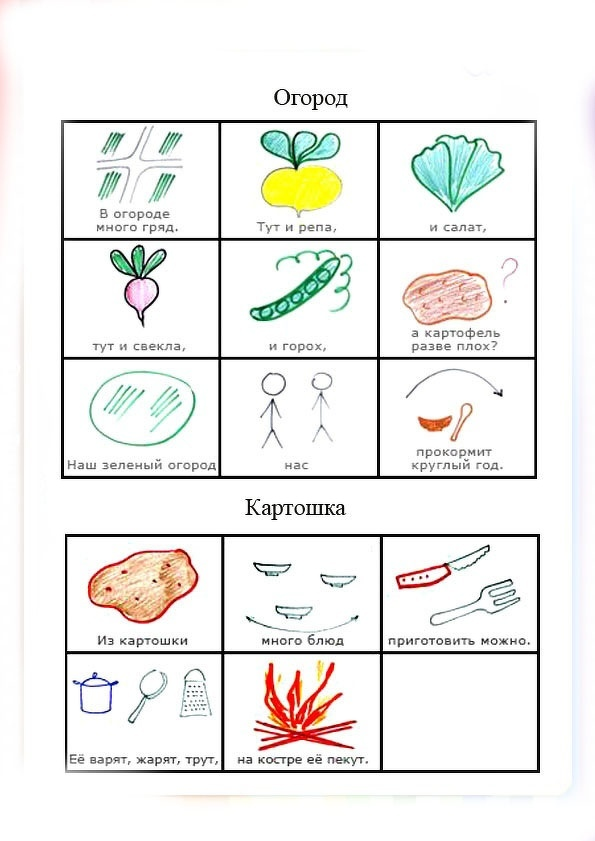 Огород
В огороде
много гряд.
Тут и репа,
и салат,
тут и свекла,
и горох,
а картофель
разве плох?
Наш зеленый огород
нас
прокормит
круглый год.
Картошка
Из картошки
много блюд
приготовить можно.
Её варят, жарят, трут,
на костре её пекут.